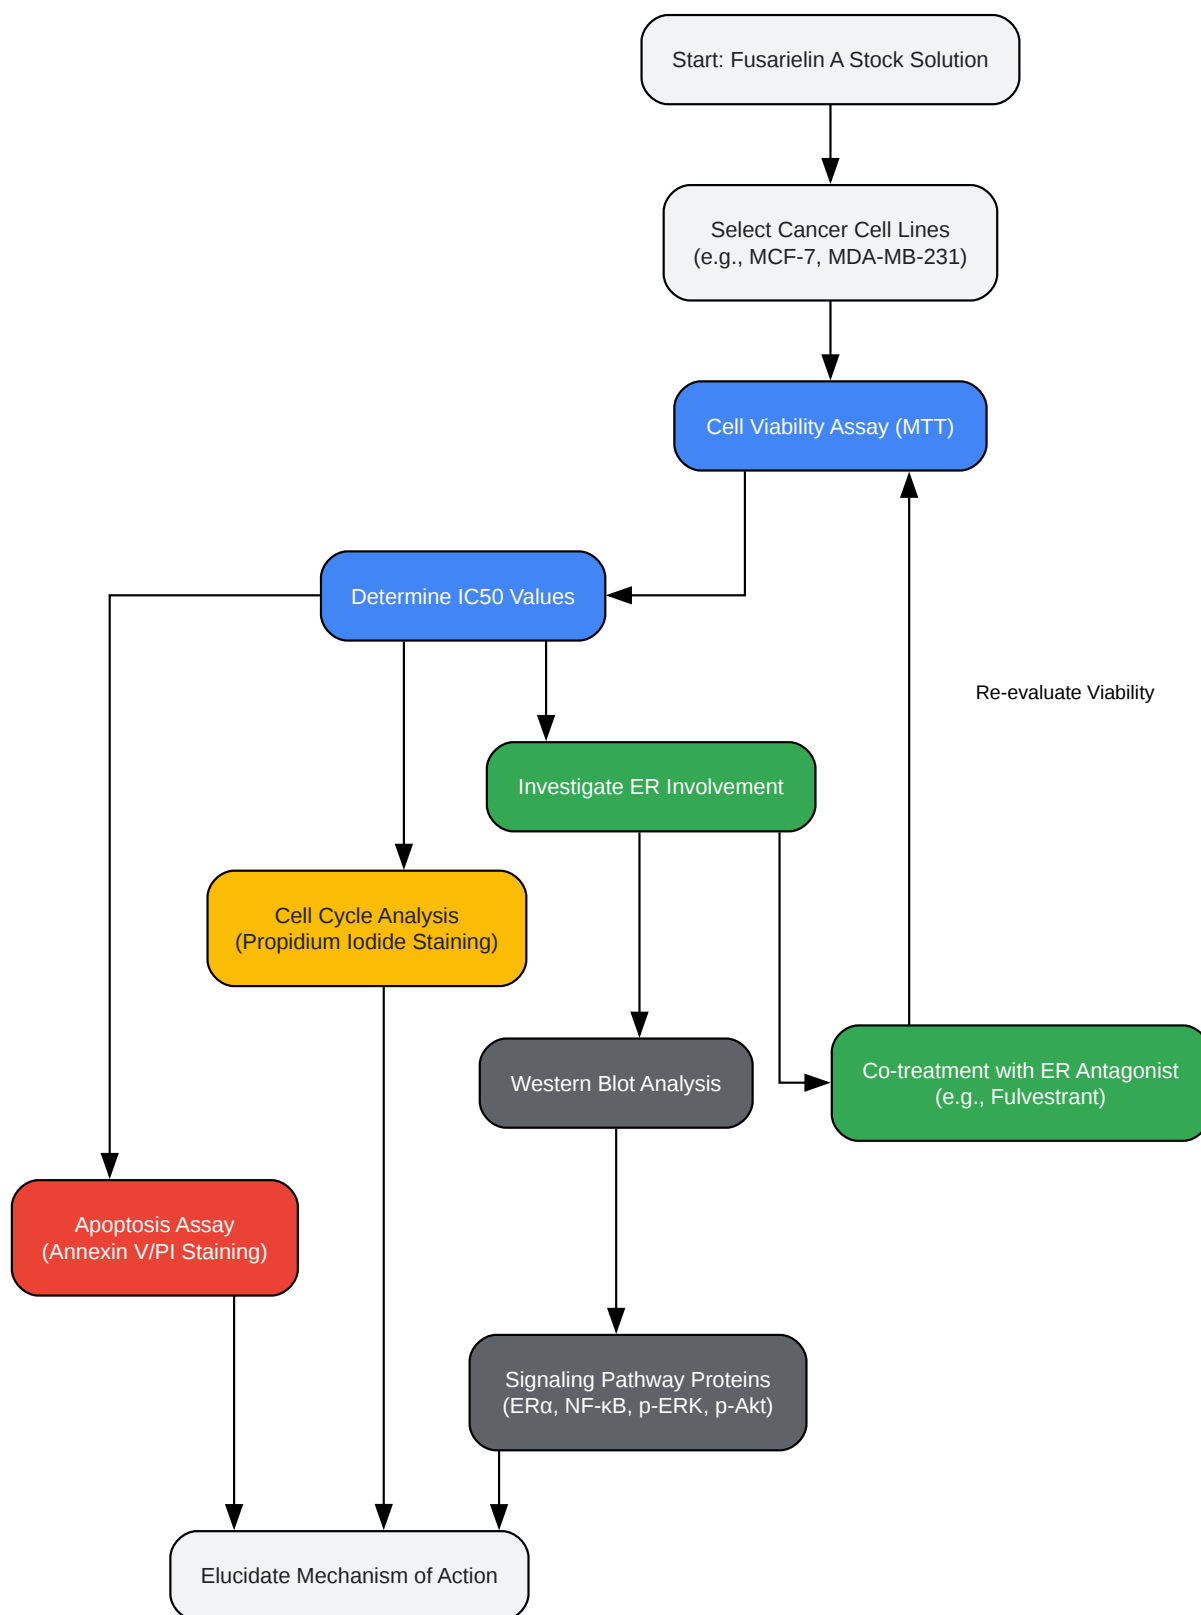 Start: Fusarielin A Stock Solution
Select Cancer Cell Lines
(e.g., MCF-7, MDA-MB-231)
Cell Viability Assay (MTT)
Determine IC50 Values
Re-evaluate Viability
Investigate ER Involvement
Cell Cycle Analysis
(Propidium Iodide Staining)
Western Blot Analysis
Co-treatment with ER Antagonist
(e.g., Fulvestrant)
Apoptosis Assay
(Annexin V/PI Staining)
Signaling Pathway Proteins
(ERα, NF-κB, p-ERK, p-Akt)
Elucidate Mechanism of Action